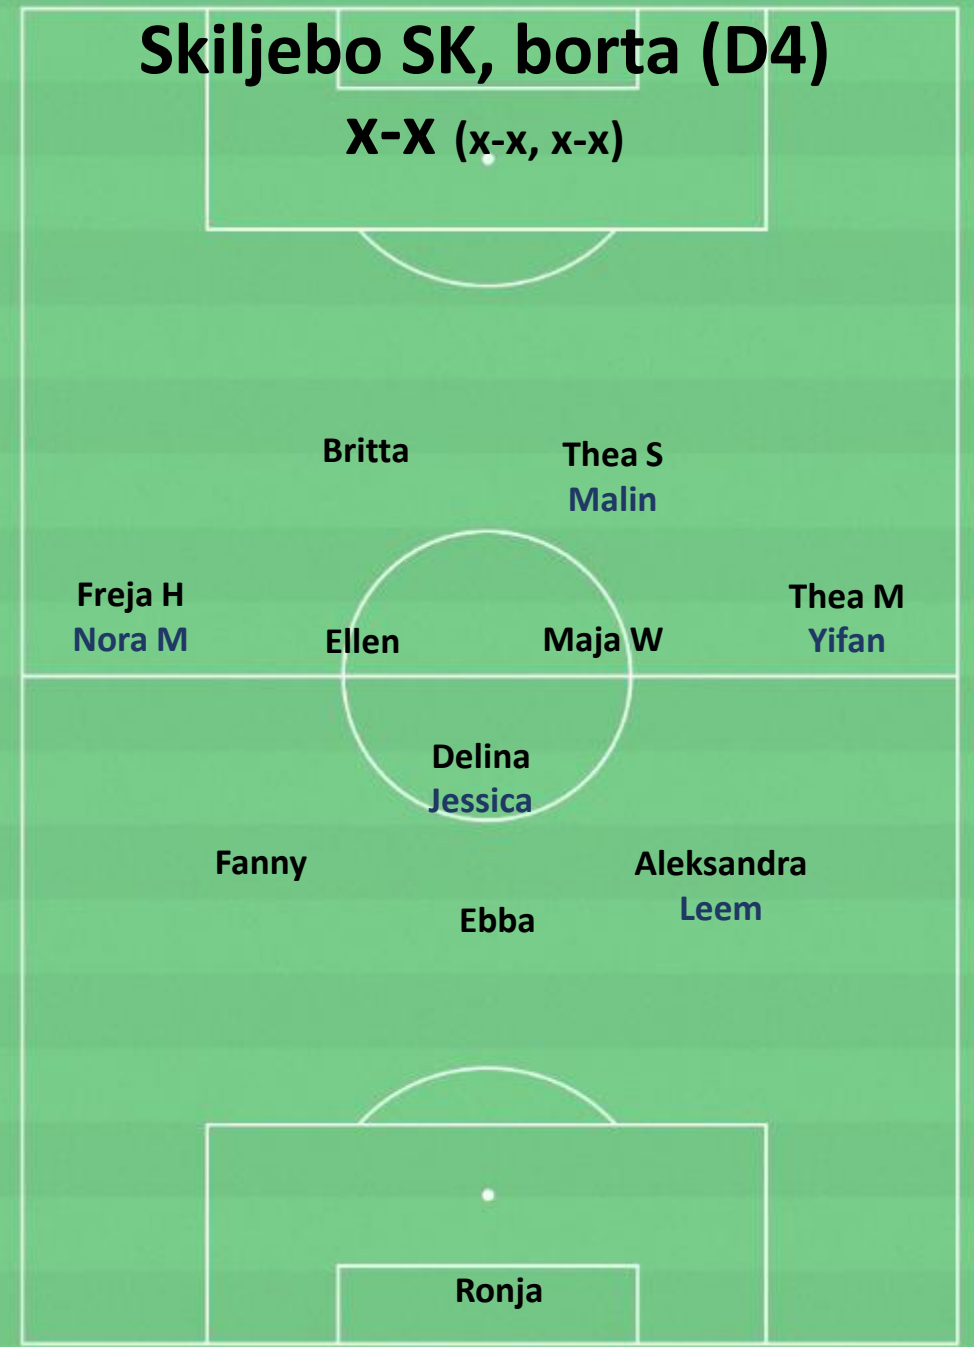 Skiljebo SK, borta (D4)
x-x (x-x, x-x)
Britta
Thea S
Malin
Freja H
Nora M
Ellen
Maja W
Thea M
Yifan
Delina
Jessica
Fanny
Ebba
Aleksandra
Leem
Ronja